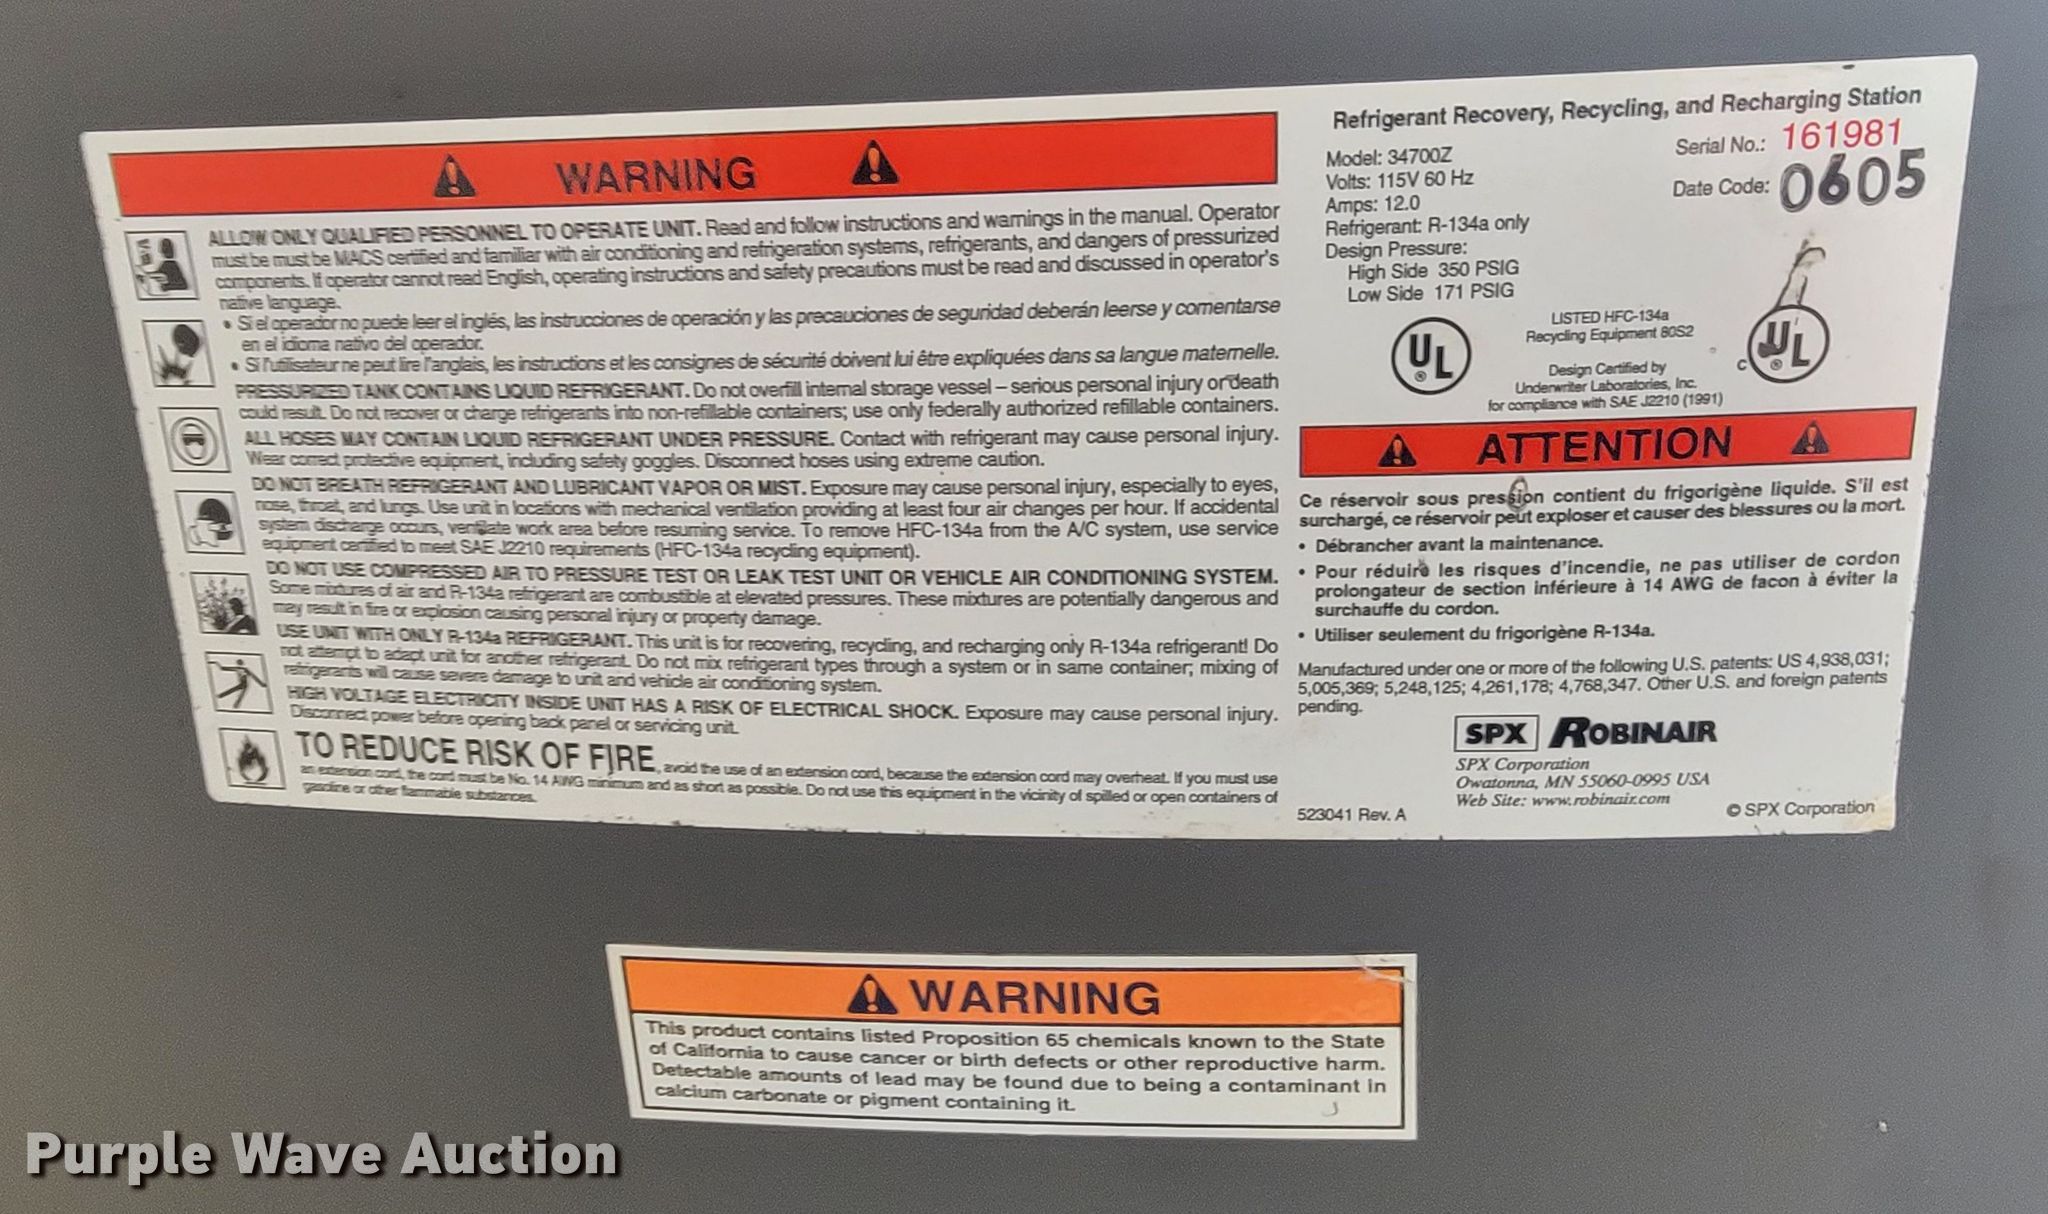 WARNING
ALLOW ONLY QUALIFIED PERSONNEL TO OPERATE UNIT. Read and follow instructions and warnings in the manual. Operator
must be must be MACS certified and familiar with air conditioning and refrigeration systems, refrigerants, and dangers of pressurized
components. If operator cannot read English, operating instructions and safety precautions must be read and discussed in operator's
native language.
• Si el operador no puede leer el inglés, las instrucciones de operación y las precauciones de seguridad deberán leerse y comentarse
en el idioma nativo del operador.
• Si l'utilisateur ne peut lire l'anglais, les instructions et les consignes de sécurité doivent lui être expliquées dans sa langue maternelle.
PRESSURIZED TANK CONTAINS LIQUID REFRIGERANT. Do not overfill internal storage vessel – serious personal injury or death
could result. Do not recover or charge refrigerants into non-refillable containers; use only federally authorized refillable containers.
ALL HOSES MAY CONTAIN LIQUID REFRIGERANT UNDER PRESSURE. Contact with refrigerant may cause personal injury.
Wear correct protective equipment, including safety goggles. Disconnect hoses using extreme caution.
DO NOT BREATH REFRIGERANT AND LUBRICANT VAPOR OR MIST. Exposure may cause personal injury, especially to eyes,
nose, throat, and lungs. Use unit in locations with mechanical ventilation providing at least four air changes per hour. If accidental
system discharge occurs, ventilate work area before resuming service. To remove HFC-134a from the A/C system, use service
equipment certified to meet SAE J2210 requirements (HFC-134a recycling equipment).
DO NOT USE COMPRESSED AIR TO PRESSURE TEST OR LEAK TEST UNIT OR VEHICLE AIR CONDITIONING SYSTEM.
Some mixtures of air and R-134a refrigerant are combustible at elevated pressures. These mixtures are potentially dangerous and
may result in fire or explosion causing personal injury or property damage.
USE UNIT WITH ONLY R-134a REFRIGERANT. This unit is for recovering, recycling, and recharging only R-134a refrigerant! Do
not attempt to adapt unit for another refrigerant. Do not mix refrigerant types through a system or in same container; mixing of
refrigerants will cause severe damage to unit and vehicle air conditioning system.
HIGH VOLTAGE ELECTRICITY INSIDE UNIT HAS A RISK OF ELECTRICAL SHOCK. Exposure may cause personal injury.
Disconnect power before opening back panel or servicing unit.
TO REDUCE RISK OF FIRE, avoid the use of an extension cord, because the extension cord may overheat. If you must use
an extension cord, the cord must be No. 14 AWG minimum and as short as possible. Do not use this equipment in the vicinity of spilled or open containers of
gasoline or other flammable substances.
Refrigerant Recovery, Recycling, and Recharging Station
Model: 34700Z
Serial No.: 161981
Volts: 115V 60 Hz
Date Code: 0605
Amps: 12.0
Refrigerant: R-134a only
Design Pressure:
High Side 350 PSIG
Low Side 171 PSIG
UL ®
LISTED HFC-134a
Recycling Equipment 80S2
Design Certified by
Underwriter Laboratories, Inc.
for compliance with SAE J2210 (1991)
C UL ®
ATTENTION
Ce réservoir sous pression contient du frigorigène liquide. S'il est
surchargé, ce réservoir peut exploser et causer des blessures ou la mort.
• Débrancher avant la maintenance.
• Pour réduire les risques d'incendie, ne pas utiliser de cordon
prolongateur de section inférieure à 14 AWG de facon à éviter la
surchauffe du cordon.
• Utiliser seulement du frigorigène R-134a.
Manufactured under one or more of the following U.S. patents: US 4,938,031;
5,005,369; 5,248,125; 4,261,178; 4,768,347. Other U.S. and foreign patents
pending.
SPX ROBINAIR
SPX Corporation
Owatonna, MN 55060-0995 USA
Web Site: www.robinair.com
523041 Rev. A
© SPX Corporation
WARNING
This product contains listed Proposition 65 chemicals known to the State
of California to cause cancer or birth defects or other reproductive harm.
Detectable amounts of lead may be found due to being a contaminant in
calcium carbonate or pigment containing it.
Purple Wave Auction